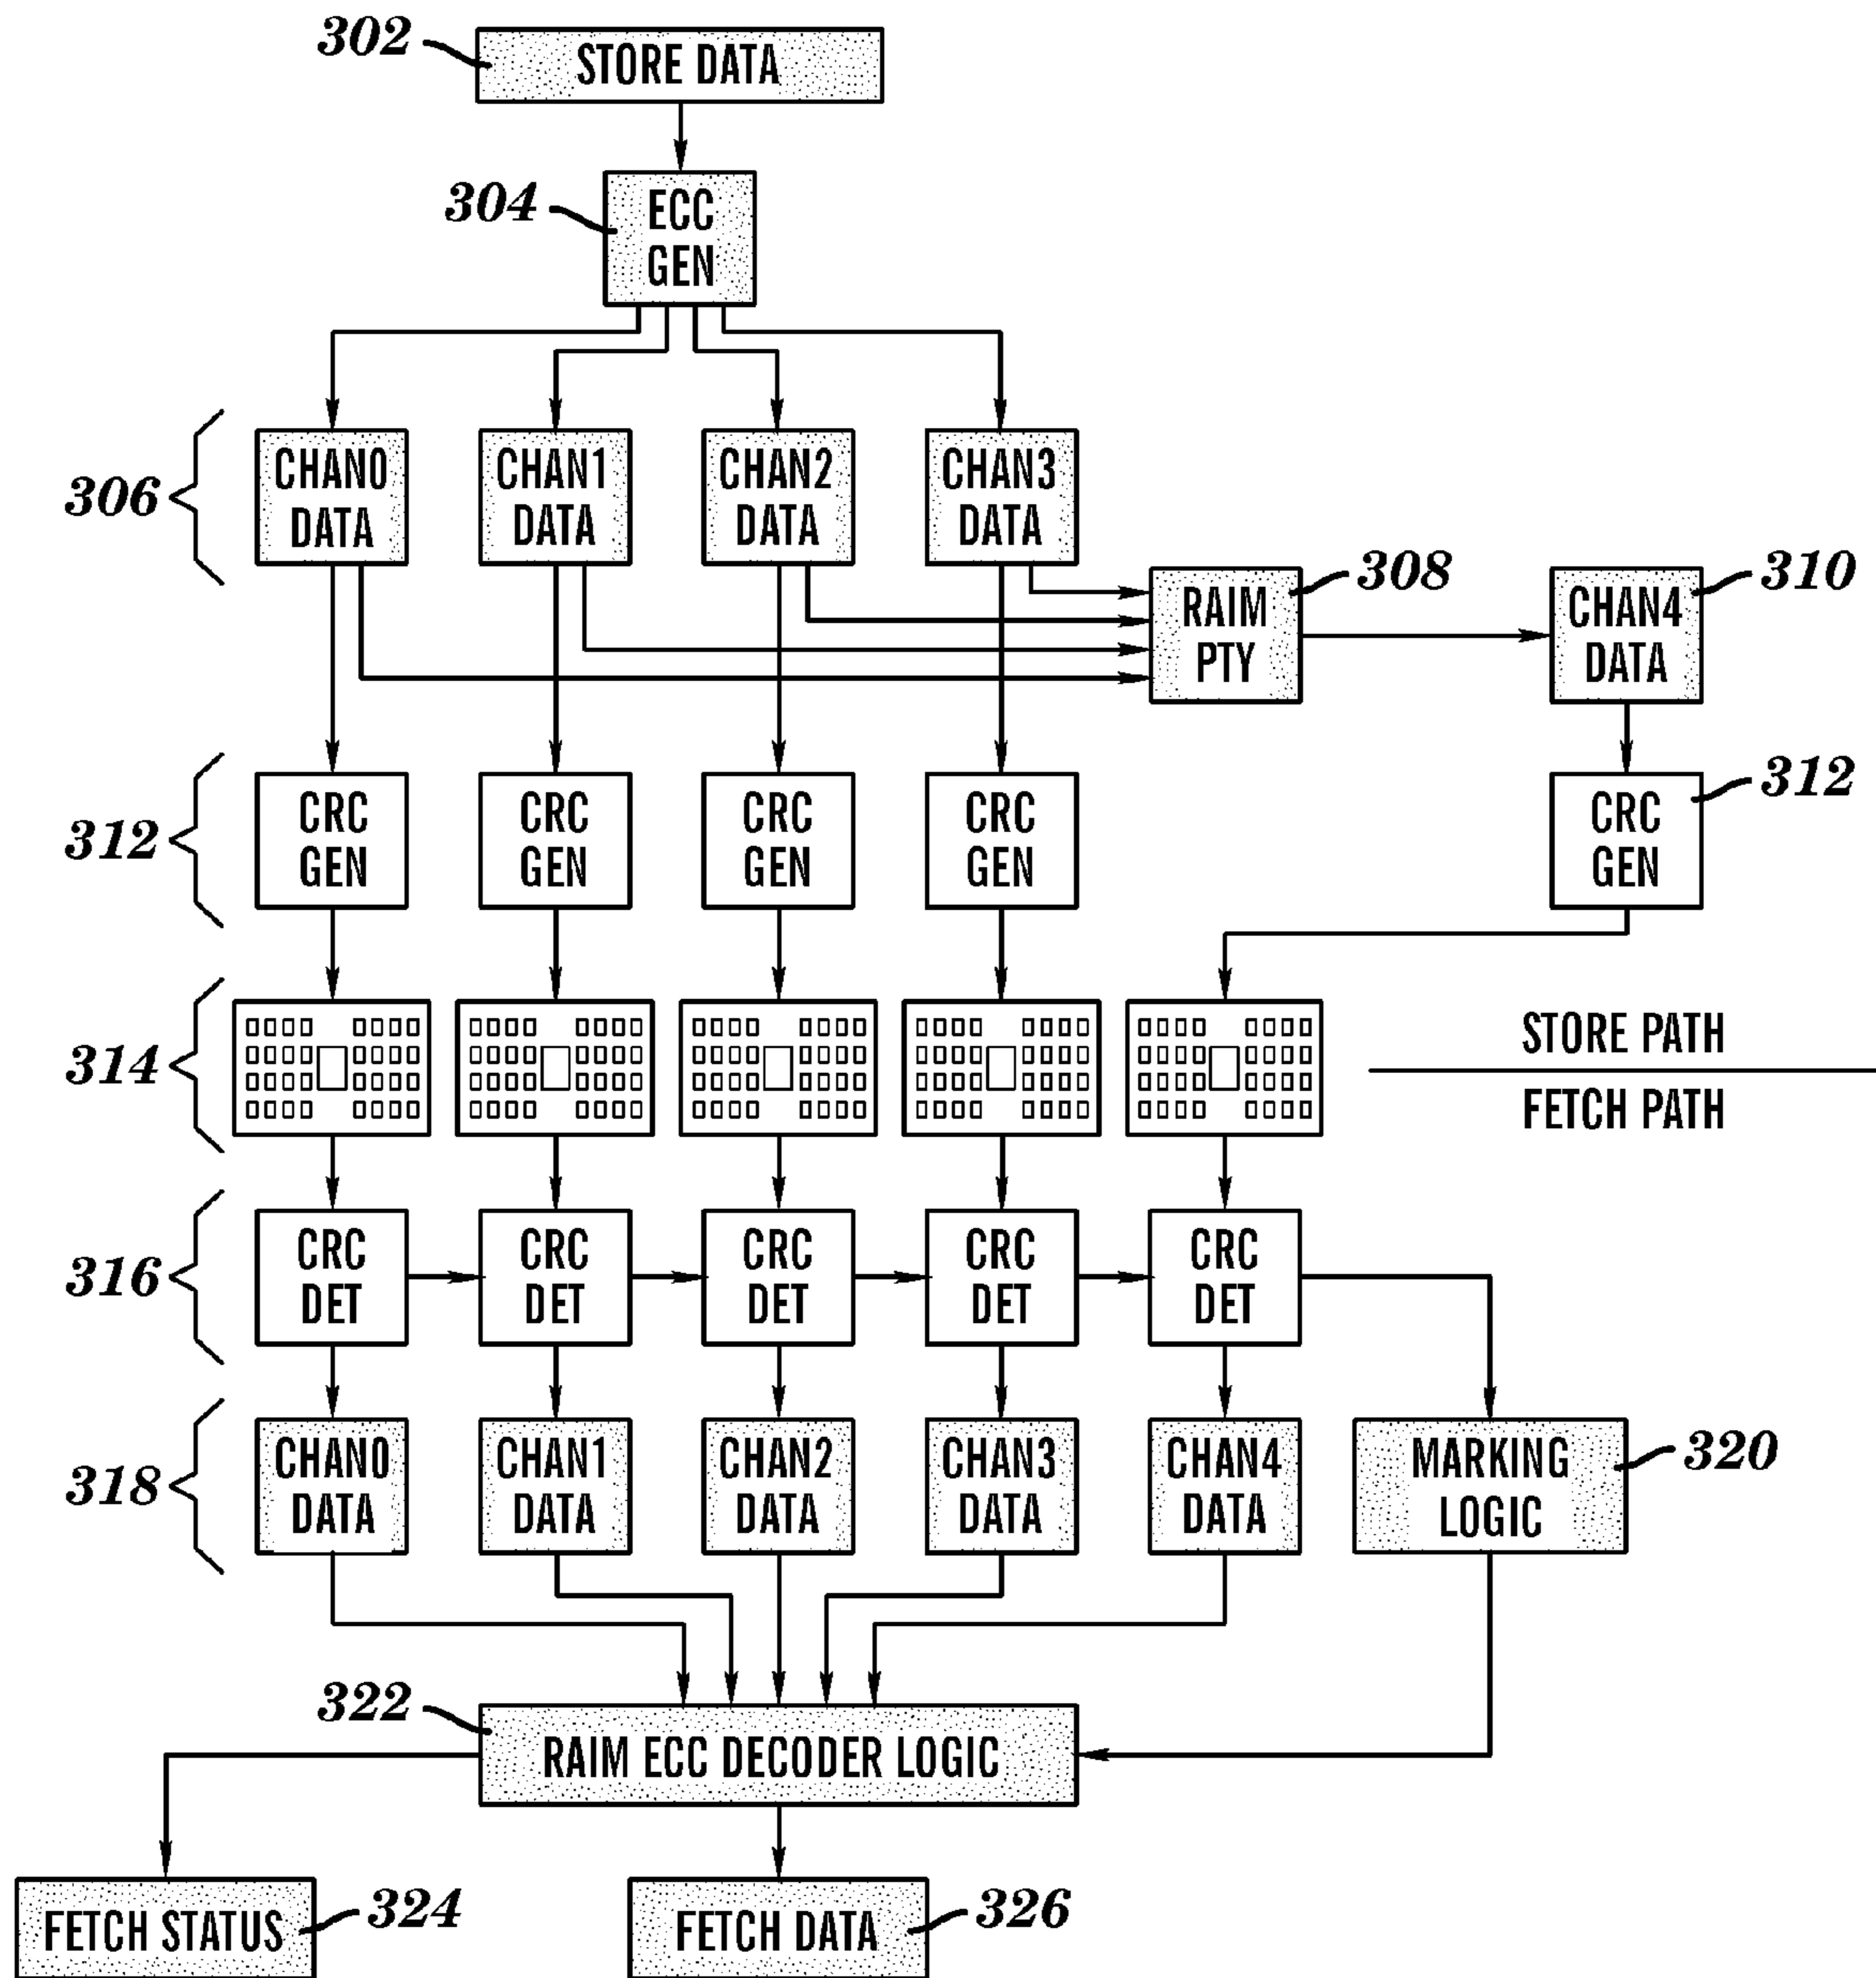 302
STORE DATA
304
ECC
GEN
306
CHAN0
DATA
CHAN1
DATA
CHAN2
DATA
CHAN3
DATA
RAIM
PTY
308
CHAN4
DATA
310
312
CRC
GEN
CRC
GEN
CRC
GEN
CRC
GEN
CRC
GEN
312
314
STORE PATH
FETCH PATH
316
CRC
DET
CRC
DET
CRC
DET
CRC
DET
CRC
DET
318
CHAN0
DATA
CHAN1
DATA
CHAN2
DATA
CHAN3
DATA
CHAN4
DATA
MARKING
LOGIC
320
322
RAIM ECC DECODER LOGIC
FETCH STATUS
324
FETCH DATA
326